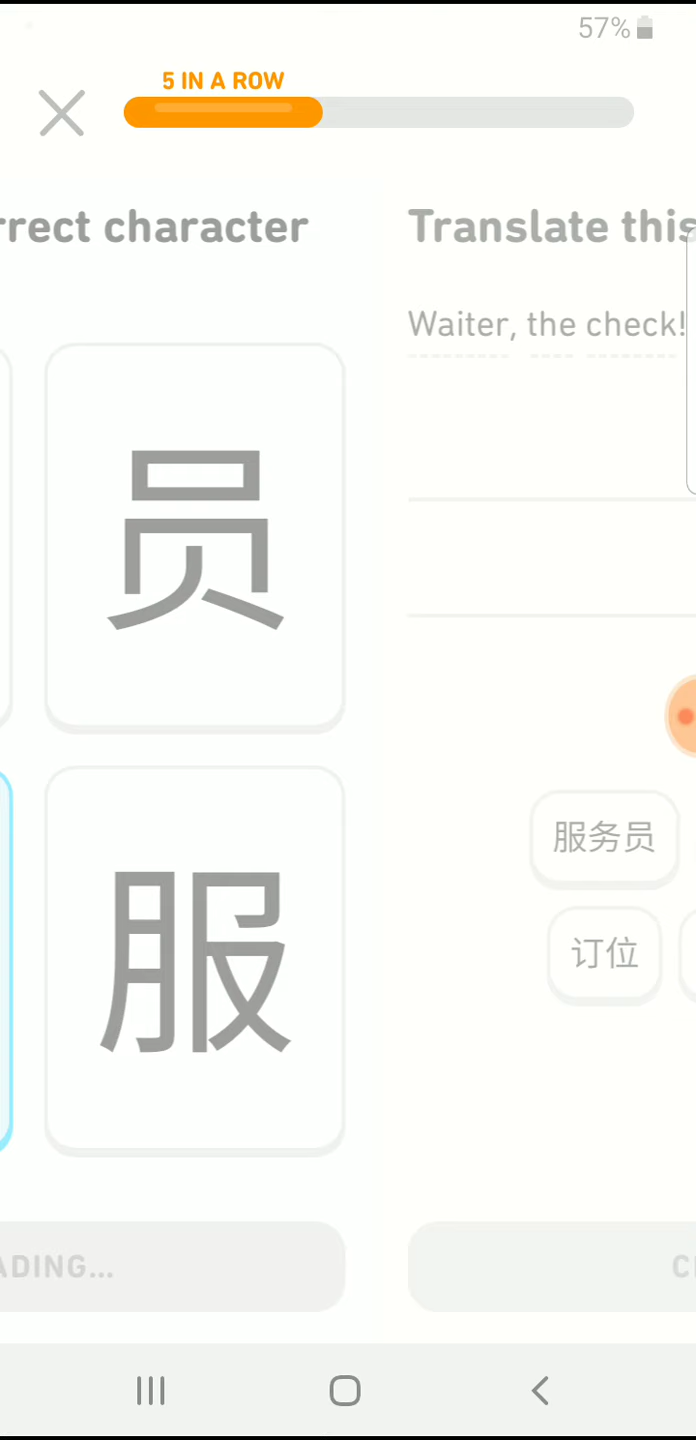 57%
5 IN A ROW
rrect character
Translate this
Waiter, the check!
员
服务员
服
订位
ADING...